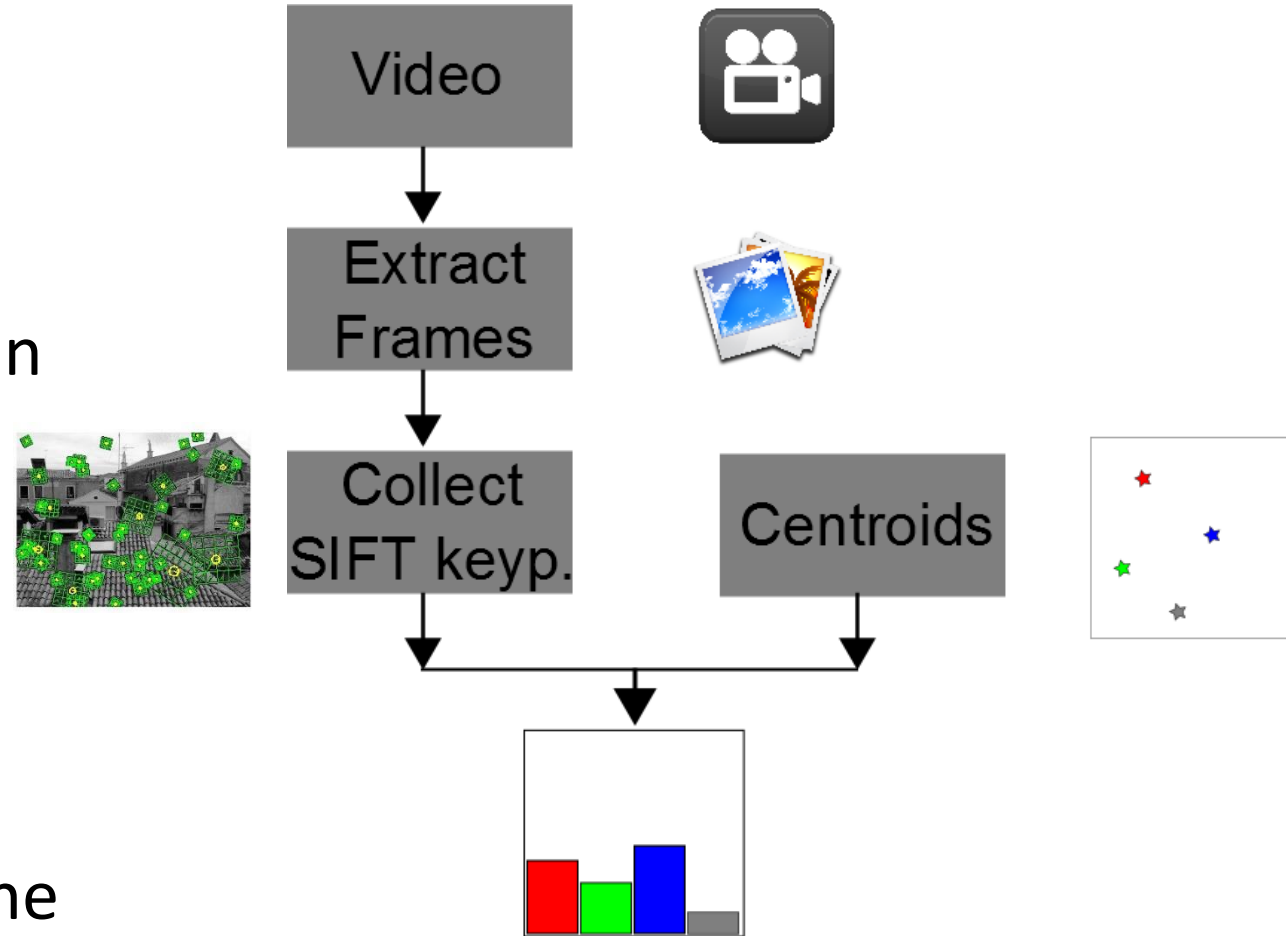 Video
Extract
Frames
n
Collect
SIFT keyp.
Centroids
ne